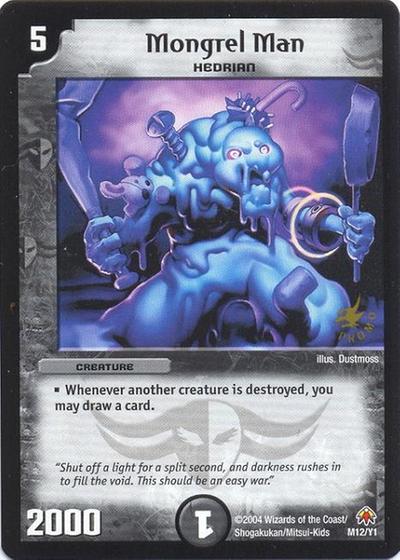 5
Mongrel Man
HEDRIAN
PROMO
illus. Dustmoss
CREATURE
▪ Whenever another creature is destroyed, you
may draw a card.
"Shut off a light for a split second, and darkness rushes in
to fill the void. This should be an easy war."
2000
1
©2004 Wizards of the Coast/
Shogakukan/Mitsui-Kids
M12/Y1